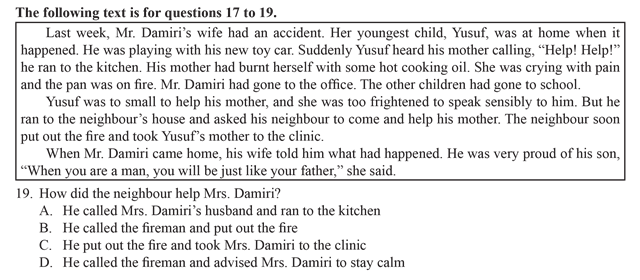 The following text is for questions 17 to 19.
Last week, Mr. Damiri's wife had an accident. Her youngest child, Yusuf, was at home when it
happened. He was playing with his new toy car. Suddenly Yusuf heard his mother calling, “Help! Help!”
he ran to the kitchen. His mother had burnt herself with some hot cooking oil. She was crying with pain
and the pan was on fire. Mr. Damiri had gone to the office. The other children had gone to school.
Yusuf was to small to help his mother, and she was too frightened to speak sensibly to him. But he
ran to the neighbour's house and asked his neighbour to come and help his mother. The neighbour soon
put out the fire and took Yusuf's mother to the clinic.
When Mr. Damiri came home, his wife told him what had happened. He was very proud of his son,
“When you are a man, you will be just like your father,” she said.
19. How did the neighbour help Mrs. Damiri?
A. He called Mrs. Damiri's husband and ran to the kitchen
B. He called the fireman and put out the fire
C. He put out the fire and took Mrs. Damiri to the clinic
D. He called the fireman and advised Mrs. Damiri to stay calm